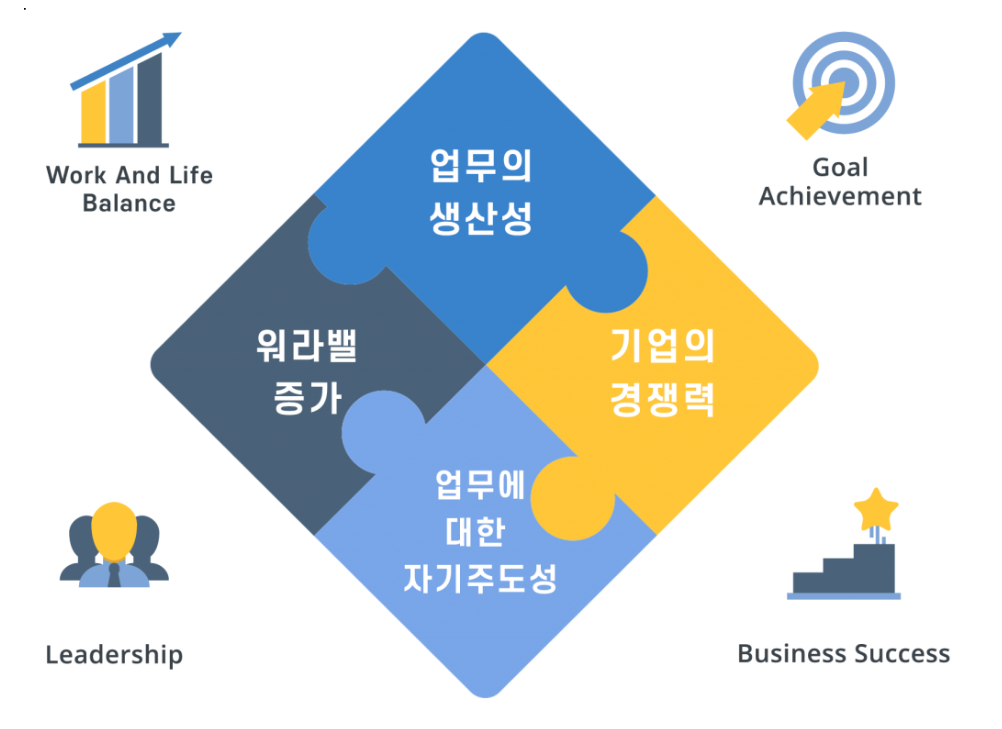 Work And Life
Balance
Goal
Achievement
업무의
생산성
워라밸
증가
기업의
경쟁력
업무에
대한
자기주도성
Leadership
Business Success